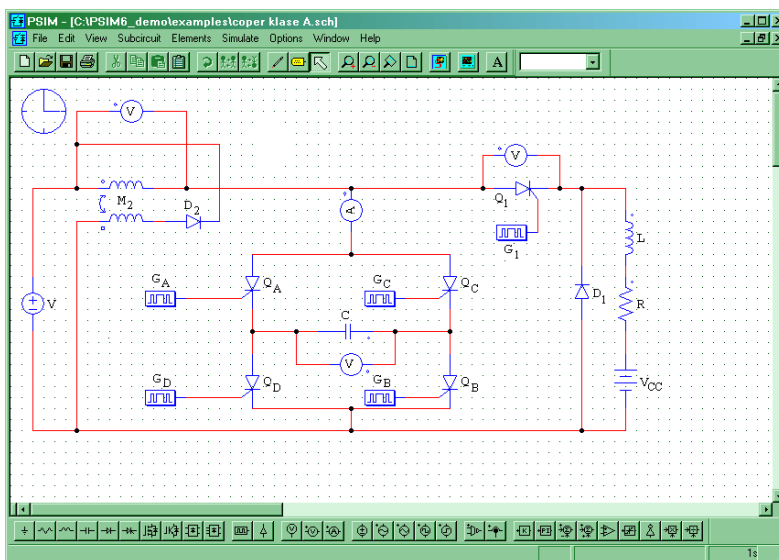 PSIM - [C:\PSIM6_demo\examples\coper klase A.sch]
File Edit View Subcircuit Elements Simulate Options Window Help
A
V
M2
D2
V
Q1
G1
A
L
GA
QA
GC
QC
V
C
D1
R
V
GD
QD
GB
QB
VCC
1s